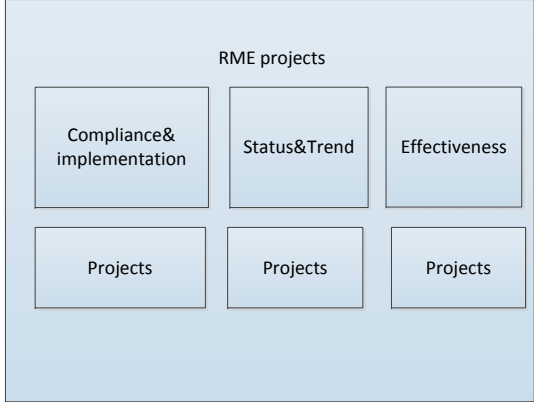 RME projects
Compliance&
implementation
Status&Trend
Effectiveness
Projects
Projects
Projects